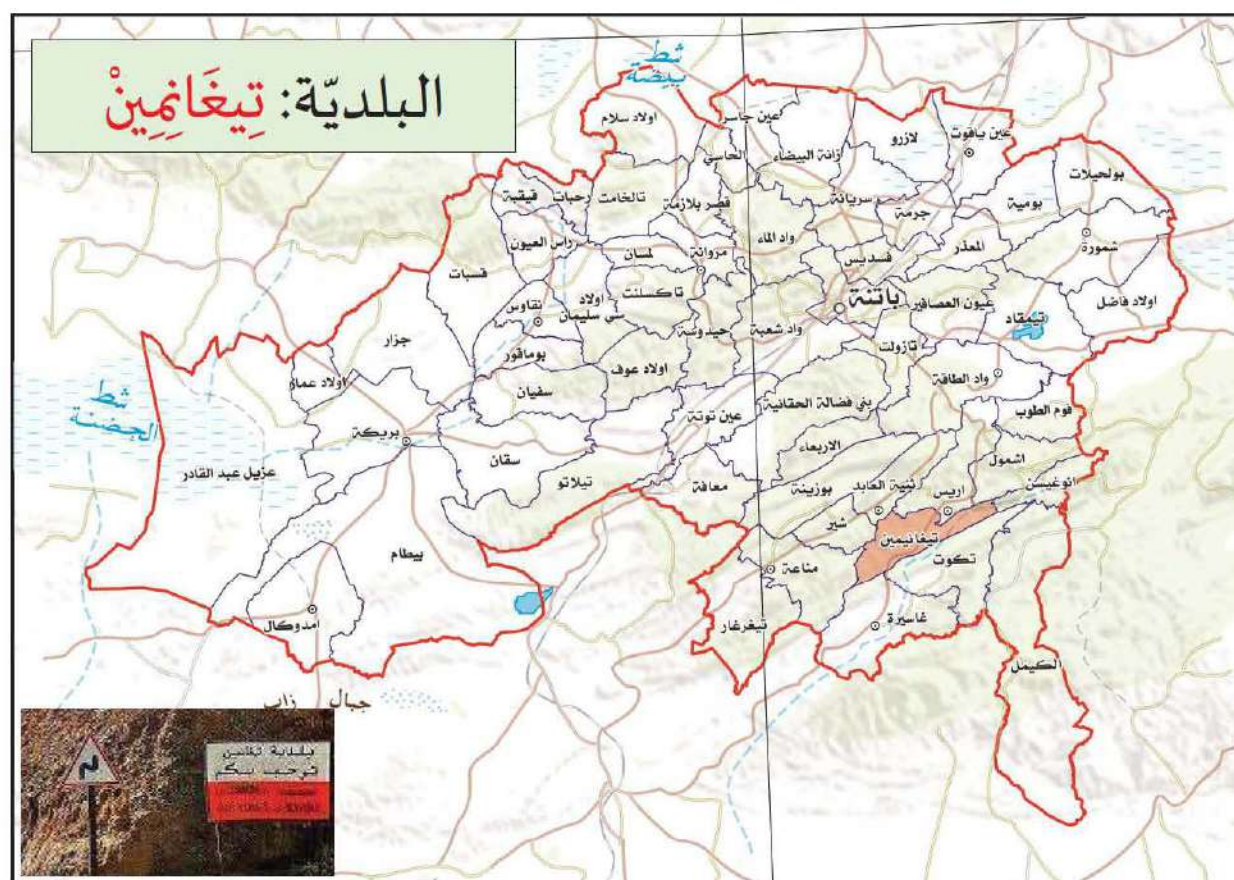 البلديّة: تِيغَانِمِينْ
شط
بيضة
عين جاسر
اولاد سلام
لازرو
عين ياقوت
زانة البيضاء
الحاسي
بولحيلات
بومية
سريانة
جرمة
قصر بلازمة
تالخامت
رحبات
قيقبة
شمورة
المعذر
واد الماء
فسديس
مروانة
لمسان
راس العيون
قسبات
اولاد فاضل
تيمقاد
عيون العصافير
باتنة
تاكسلنت
اولاد
سي سليمان
نقاوس
واد شعبة
حيدوسة
تازولت
بوماقور
جزار
واد الطاقة
اولاد عوف
سفيان
اولاد عمار
شط
الحضنة
فوم الطوب
بني فضالة الحقانية
عين توتة
بريكة
الاربعاء
اشمول
سقان
عزيل عبد القادر
تيلاتو
انوغيسن
اريس
ثنية العابد
بوزينة
معافة
شير
تيغانيمين
تكوت
بيطام
مناعة
امدوكال
غاسيرة
تيغرغار
الكيمل
جبال زاب
بلدية